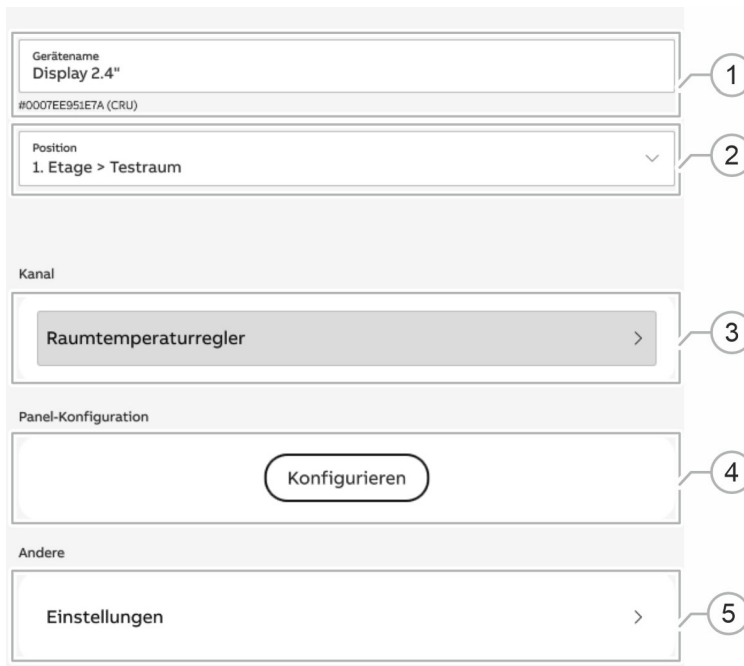 Gerätename
Display 2.4"
1
#0007EE951E7A (CRU)
Position
1. Etage > Testraum
2
Kanal
Raumtemperaturregler
3
Panel-Konfiguration
Konfigurieren
4
Andere
Einstellungen
5